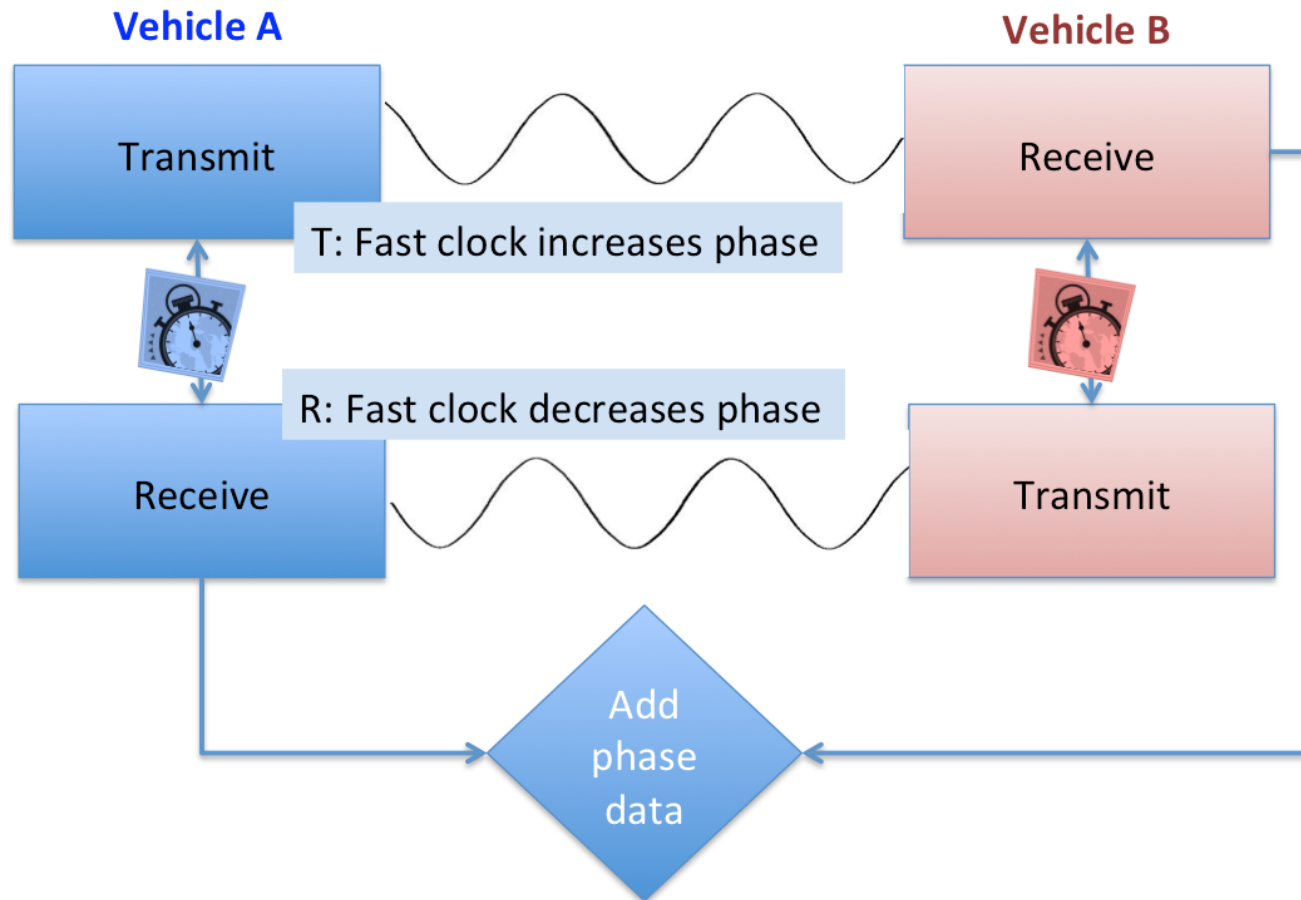 Vehicle A
Vehicle B
Transmit
Receive
T: Fast clock increases phase
R: Fast clock decreases phase
Receive
Transmit
Add
phase
data